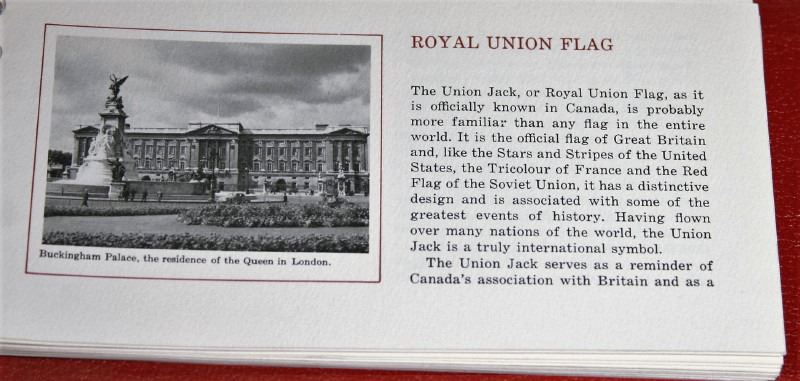 Buckingham Palace, the residence of the Queen in London.
ROYAL UNION FLAG
The Union Jack, or Royal Union Flag, as it
is officially known in Canada, is probably
more familiar than any flag in the entire
world. It is the official flag of Great Britain
and, like the Stars and Stripes of the United
States, the Tricolour of France and the Red
Flag of the Soviet Union, it has a distinctive
design and is associated with some of the
greatest events of history. Having flown
over many nations of the world, the Union
Jack is a truly international symbol.
The Union Jack serves as a reminder of
Canada's association with Britain and as a